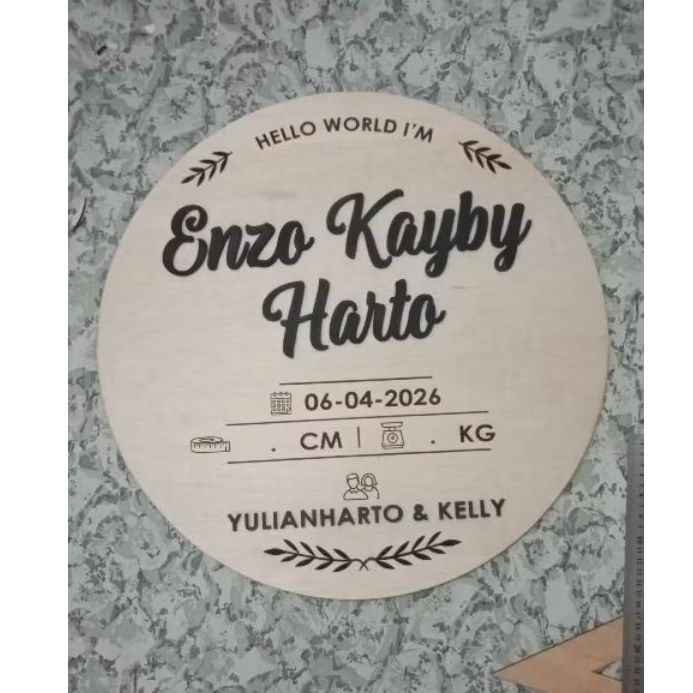 HELLO WORLD I'M
Enzo Kayby
Harto
06-04-2026
. CM | . KG
YULIANHARTO & KELLY